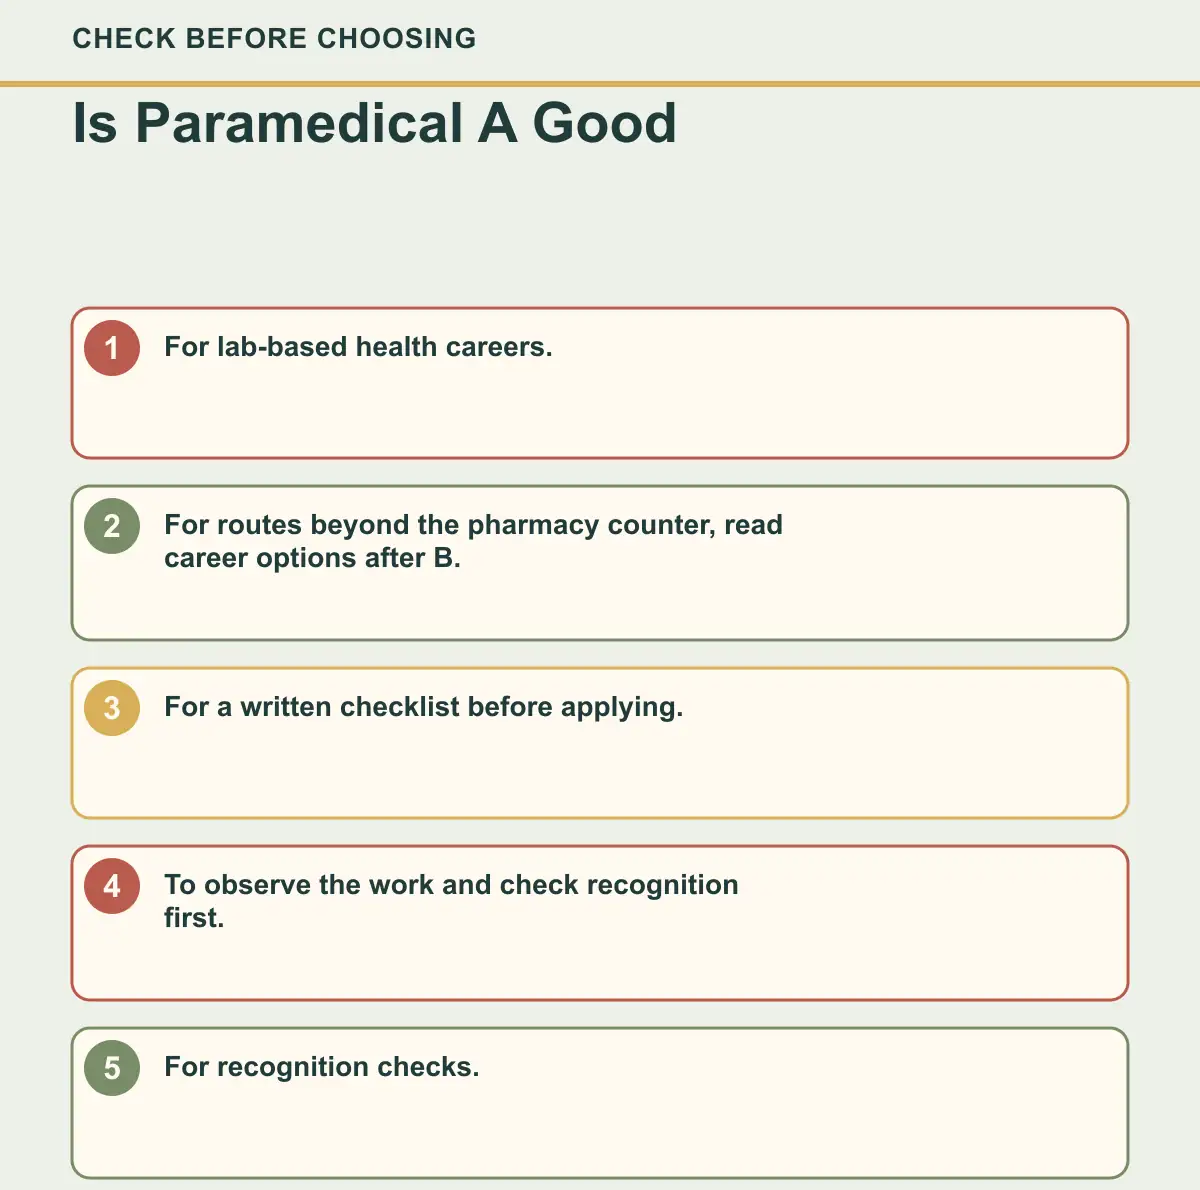 CHECK BEFORE CHOOSING
Is Paramedical A Good
1
For lab-based health careers.
2
For routes beyond the pharmacy counter, read
career options after B.
3
For a written checklist before applying.
4
To observe the work and check recognition
first.
5
For recognition checks.